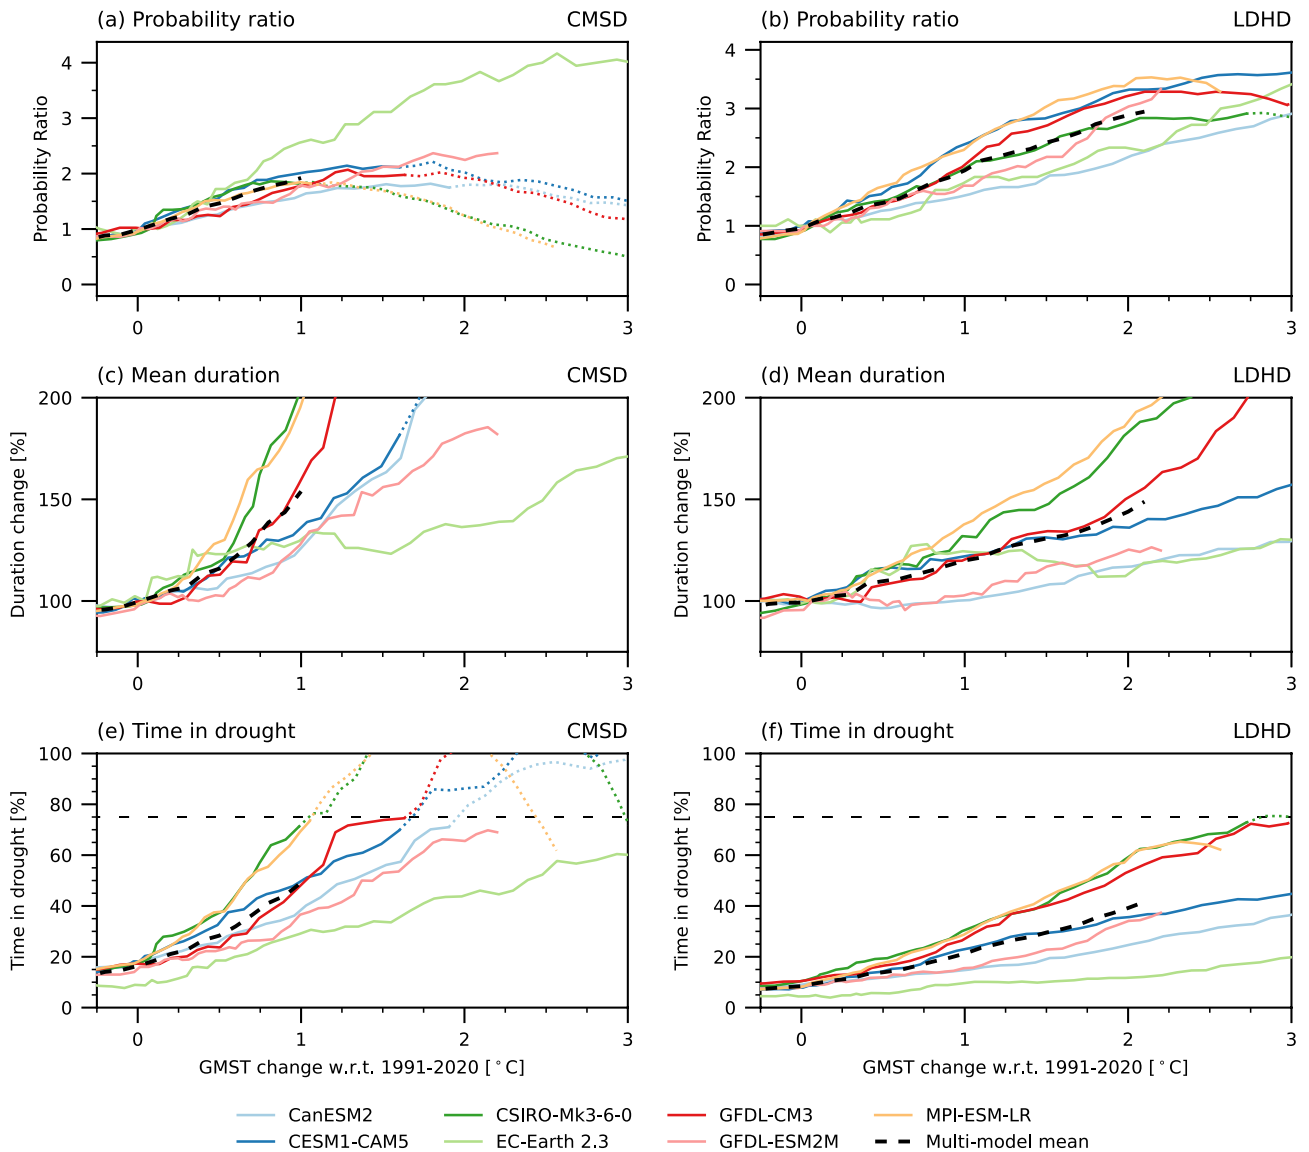 (a) Probability ratio CMSD
(b) Probability ratio LDHD
Probability Ratio
4
3
2
1
0
0 1 2 3
Probability Ratio
4
3
2
1
0
0 1 2 3
(c) Mean duration CMSD
(d) Mean duration LDHD
Duration change [%]
200
150
100
0 1 2 3
Duration change [%]
200
150
100
0 1 2 3
(e) Time in drought CMSD
(f) Time in drought LDHD
Time in drought [%]
100
80
60
40
20
0
0 1 2 3
GMST change w.r.t. 1991-2020 [°C]
Time in drought [%]
100
80
60
40
20
0
0 1 2 3
GMST change w.r.t. 1991-2020 [°C]
CanESM2 CSIRO-Mk3-6-0 GFDL-CM3 MPI-ESM-LR
CESM1-CAM5 EC-Earth 2.3 GFDL-ESM2M Multi-model mean